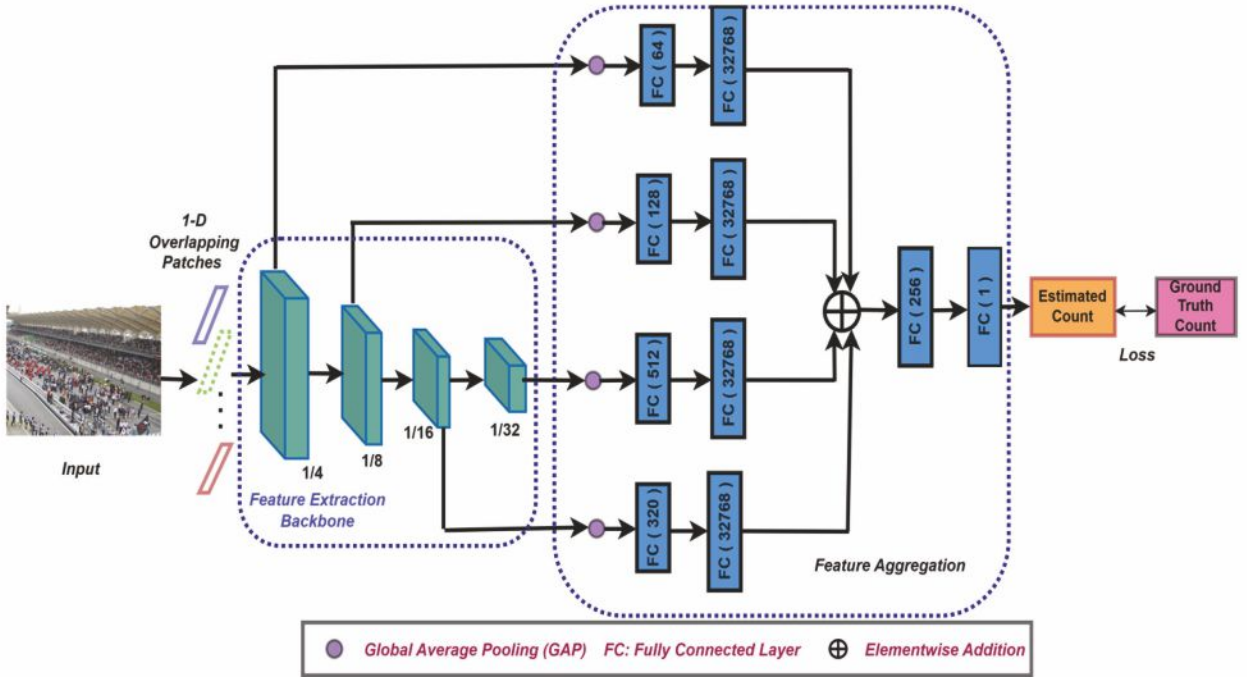 FC ( 64 )
FC ( 32768 )
1-D
Overlapping
Patches
FC ( 128 )
FC ( 32768 )
FC ( 256 )
FC ( 1 )
Estimated
Count
Ground
Truth
Count
Loss
FC ( 512 )
FC ( 32768 )
1/4
1/8
1/16
1/32
Input
Feature Extraction
Backbone
FC ( 320 )
FC ( 32768 )
Feature Aggregation
Global Average Pooling (GAP) FC: Fully Connected Layer Elementwise Addition